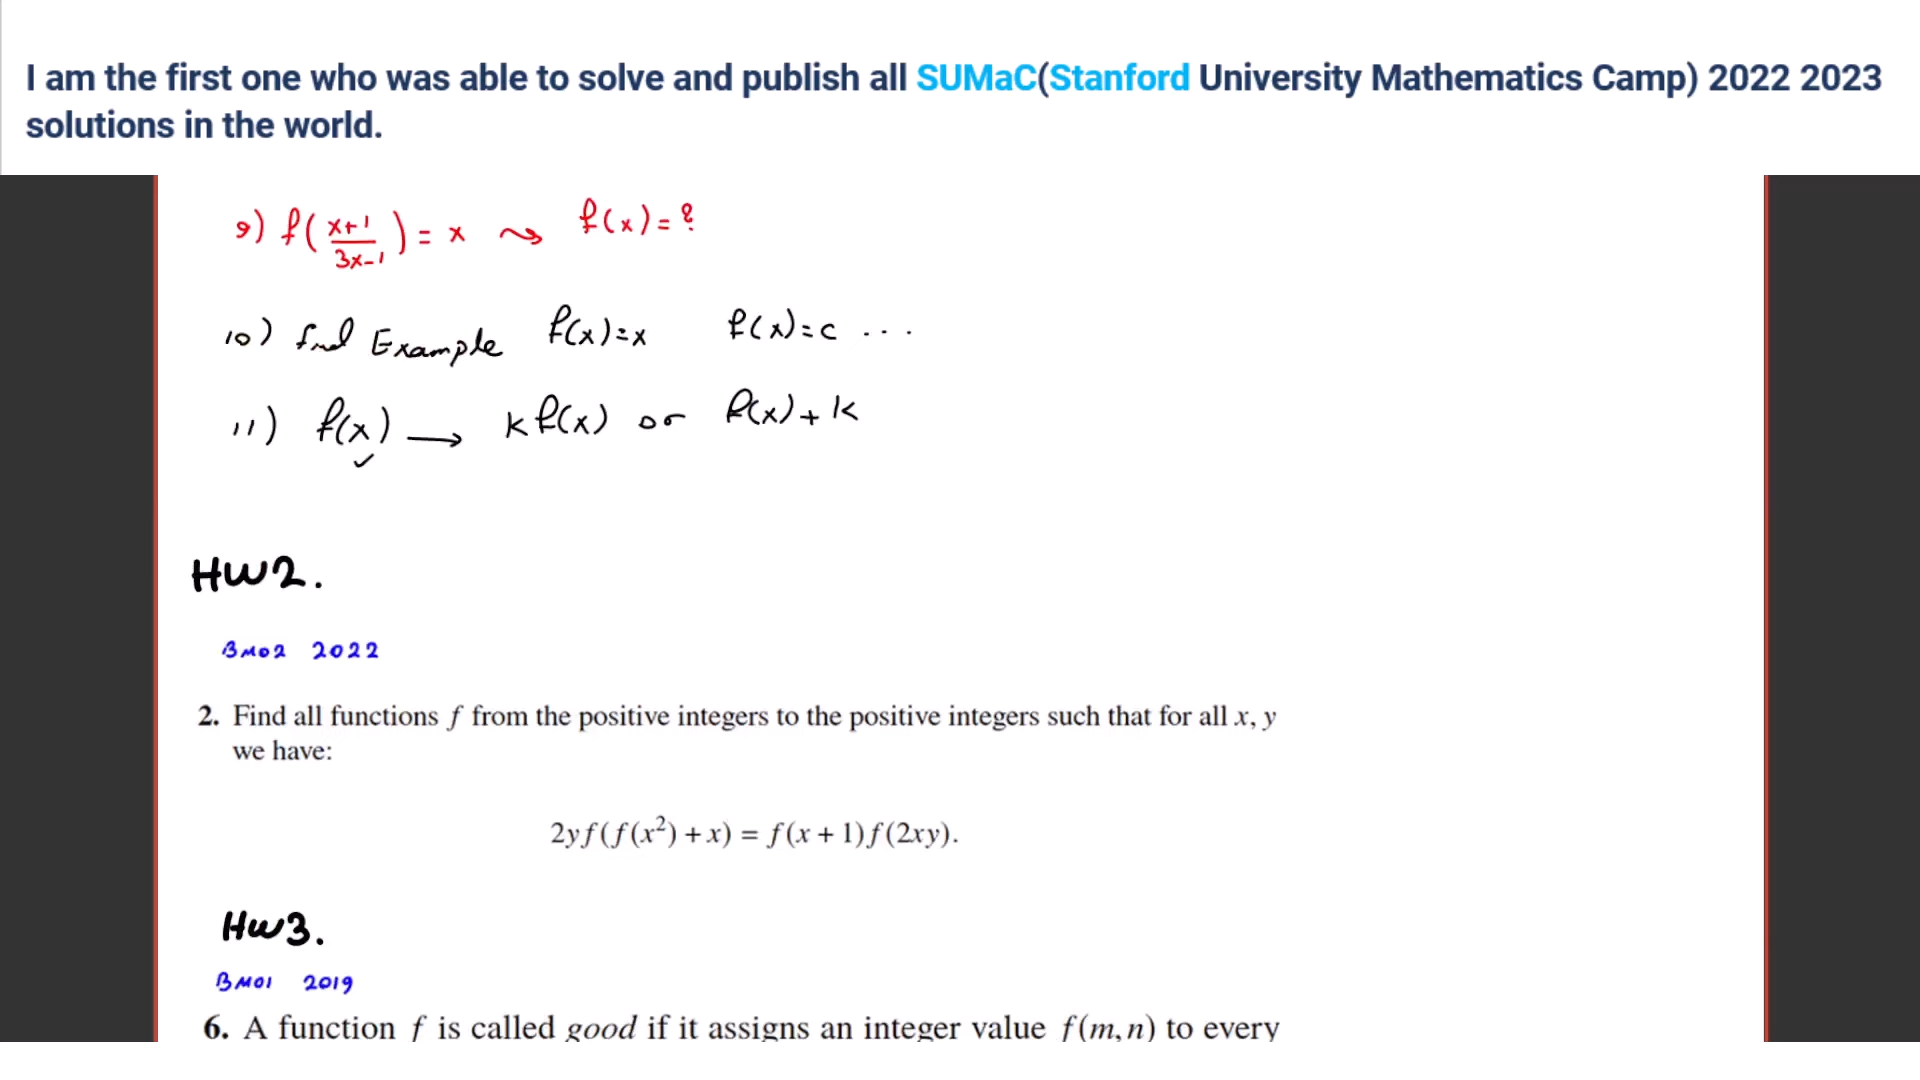 I am the first one who was able to solve and publish all SUMaC(Stanford University Mathematics Camp) 2022 2023
solutions in the world.
9) f(x+1/3x-1) = x ⇝ f(x)=?
10) find Example f(x)=x f(x)=c ...
11) f(x) → kf(x) or f(x)+k
HW2.
BMO2 2022
2. Find all functions f from the positive integers to the positive integers such that for all x, y
we have:
2yf(f(x²)+x) = f(x+1)f(2xy).
HW3.
BMO1 2019
6. A function f is called good if it assigns an integer value f(m,n) to every